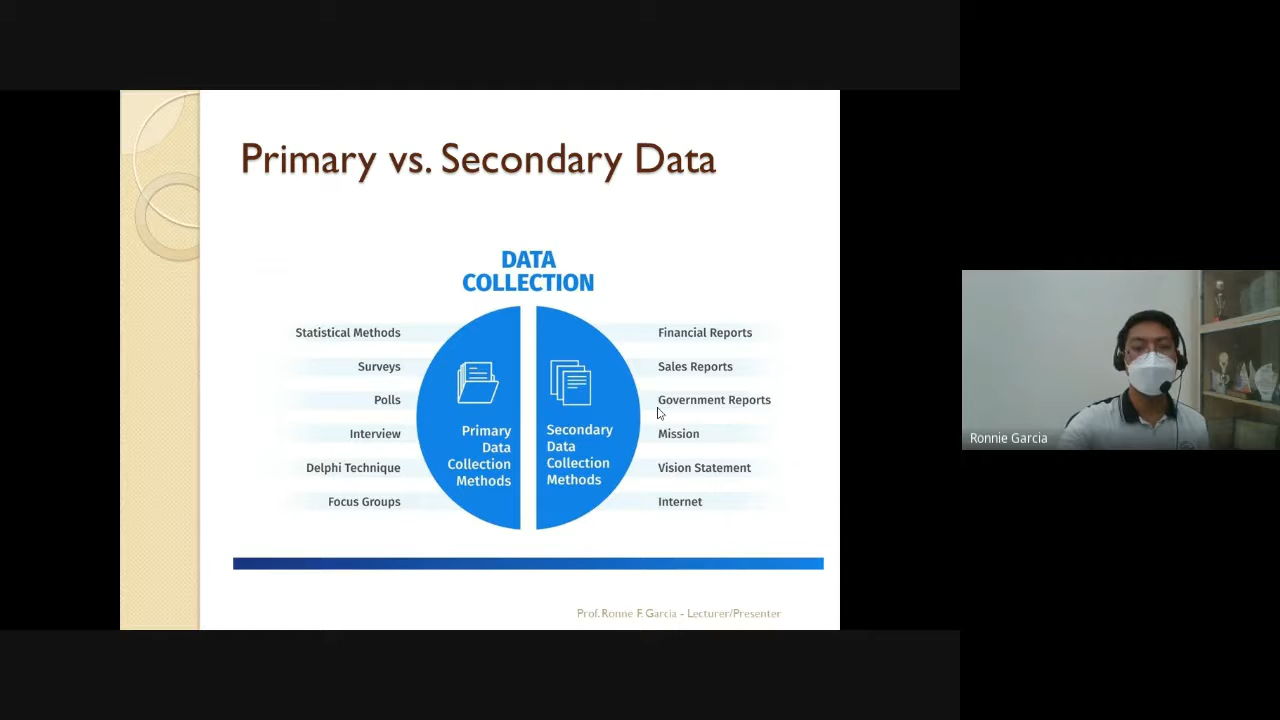 Primary vs. Secondary Data
DATA
COLLECTION
Statistical Methods
Surveys
Polls
Interview
Delphi Technique
Focus Groups
Primary
Data
Collection
Methods
Secondary
Data
Collection
Methods
Financial Reports
Sales Reports
Government Reports
Mission
Vision Statement
Internet
Prof. Ronne F. Garcia - Lecturer/Presenter
Ronnie Garcia